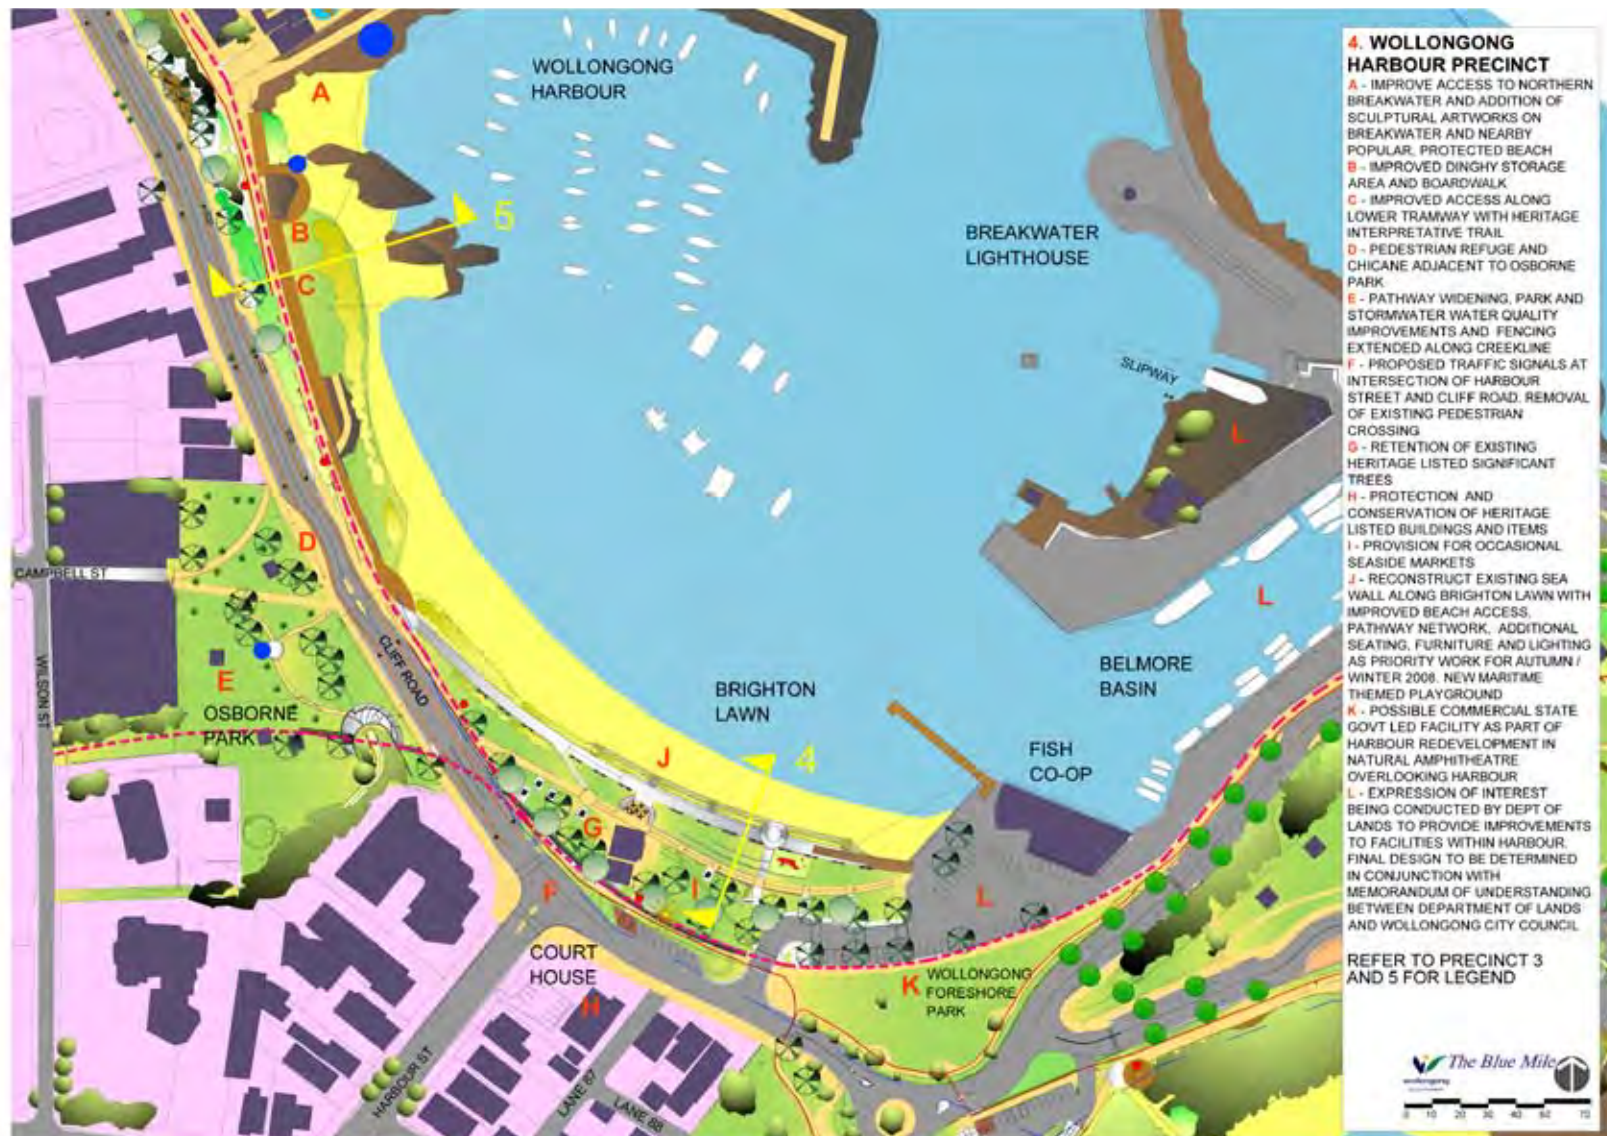 WOLLONGONG
HARBOUR
A
B
C
5
BREAKWATER
LIGHTHOUSE
SLIPWAY
L
D
CAMPBELL ST
WILSON ST
CLIFF ROAD
E
OSBORNE
PARK
BRIGHTON
LAWN
J
4
BELMORE
BASIN
L
FISH
CO-OP
G
I
F
L
COURT
HOUSE
H
K
WOLLONGONG
FORESHORE
PARK
HARBOUR ST
LANE 87
LANE 88
4. WOLLONGONG
HARBOUR PRECINCT
A - IMPROVE ACCESS TO NORTHERN
BREAKWATER AND ADDITION OF
SCULPTURAL ARTWORKS ON
BREAKWATER AND NEARBY
POPULAR, PROTECTED BEACH
B - IMPROVED DINGHY STORAGE
AREA AND BOARDWALK
C - IMPROVED ACCESS ALONG
LOWER TRAMWAY WITH HERITAGE
INTERPRETATIVE TRAIL
D - PEDESTRIAN REFUGE AND
CHICANE ADJACENT TO OSBORNE
PARK
E - PATHWAY WIDENING, PARK AND
STORMWATER WATER QUALITY
IMPROVEMENTS AND FENCING
EXTENDED ALONG CREEKLINE
F - PROPOSED TRAFFIC SIGNALS AT
INTERSECTION OF HARBOUR
STREET AND CLIFF ROAD. REMOVAL
OF EXISTING PEDESTRIAN
CROSSING
G - RETENTION OF EXISTING
HERITAGE LISTED SIGNIFICANT
TREES
H - PROTECTION AND
CONSERVATION OF HERITAGE
LISTED BUILDINGS AND ITEMS
I - PROVISION FOR OCCASIONAL
SEASIDE MARKETS
J - RECONSTRUCT EXISTING SEA
WALL ALONG BRIGHTON LAWN WITH
IMPROVED BEACH ACCESS,
PATHWAY NETWORK, ADDITIONAL
SEATING, FURNITURE AND LIGHTING
AS PRIORITY WORK FOR AUTUMN /
WINTER 2008. NEW MARITIME
THEMED PLAYGROUND
K - POSSIBLE COMMERCIAL STATE
GOVT LED FACILITY AS PART OF
HARBOUR REDEVELOPMENT IN
NATURAL AMPHITHEATRE
OVERLOOKING HARBOUR
L - EXPRESSION OF INTEREST
BEING CONDUCTED BY DEPT OF
LANDS TO PROVIDE IMPROVEMENTS
TO FACILITIES WITHIN HARBOUR.
FINAL DESIGN TO BE DETERMINED
IN CONJUNCTION WITH
MEMORANDUM OF UNDERSTANDING
BETWEEN DEPARTMENT OF LANDS
AND WOLLONGONG CITY COUNCIL
REFER TO PRECINCT 3
AND 5 FOR LEGEND
The Blue Mile
wollongong
0 10 20 30 40 50 70